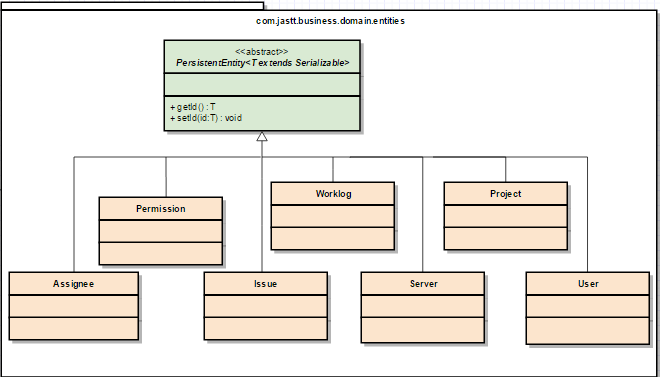 com.jastt.business.domain.entities
<<abstract>>
PersistentEntity<T extends Serializable>
+ getId() : T
+ setId(id:T) : void
Worklog
Project
Permission
Assignee
Issue
Server
User